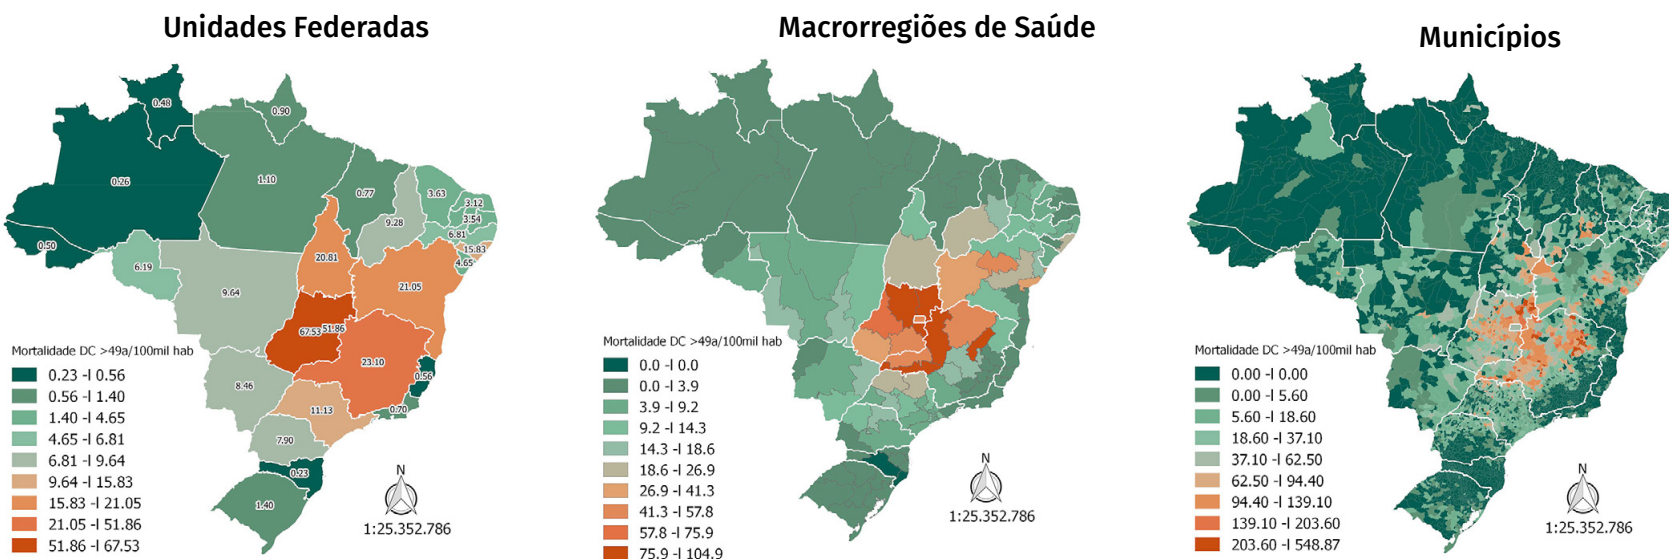 Unidades Federadas
0.48
0.90
0.26
1.10
0.77
3.63
3.12
3.54
9.28
6.81
15.83
4.65
0.50
6.19
20.81
21.05
9.64
67.53
51.86
23.10
8.46
0.56
11.13
0.70
7.90
0.23
1.40
Mortalidade DC >49a/100mil hab
0.23 -I 0.56
0.56 -I 1.40
1.40 -I 4.65
4.65 -I 6.81
6.81 -I 9.64
9.64 -I 15.83
15.83 -I 21.05
21.05 -I 51.86
51.86 -I 67.53
N
1:25.352.786
Macrorregiões de Saúde
Mortalidade DC >49a/100mil hab
0.0 -I 0.0
0.0 -I 3.9
3.9 -I 9.2
9.2 -I 14.3
14.3 -I 18.6
18.6 -I 26.9
26.9 -I 41.3
41.3 -I 57.8
57.8 -I 75.9
75.9 -I 104.9
N
1:25.352.786
Municípios
Mortalidade DC >49a/100mil hab
0.00 -I 0.00
0.00 -I 5.60
5.60 -I 18.60
18.60 -I 37.10
37.10 -I 62.50
62.50 -I 94.40
94.40 -I 139.10
139.10 -I 203.60
203.60 -I 548.87
N
1:25.352.786